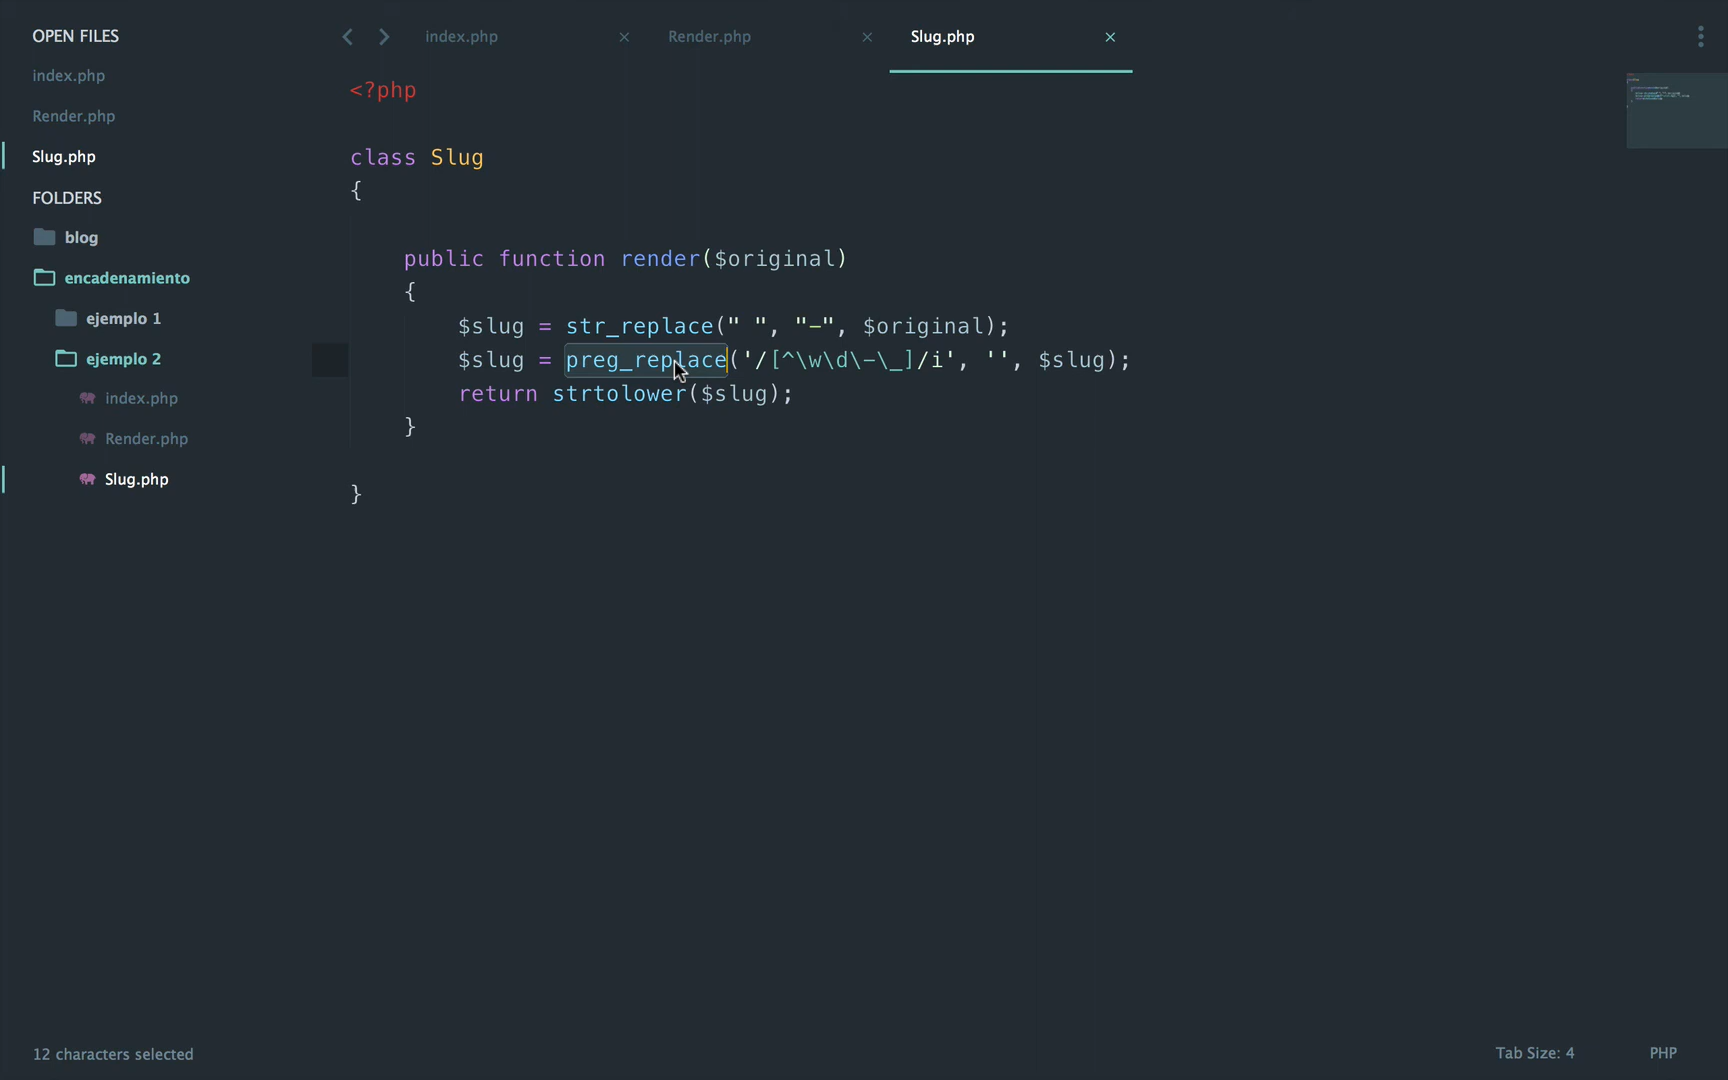 OPEN FILES
index.php
Render.php
Slug.php
FOLDERS
blog
encadenamiento
ejemplo 1
ejemplo 2
index.php
Render.php
Slug.php
index.php
Render.php
Slug.php
<?php
class Slug
{
public function render($original)
{
$slug = str_replace(" ", "-", $original);
$slug = preg_replace('/[^\w\d\-\_]/i', '', $slug);
return strtolower($slug);
}
}
12 characters selected
Tab Size: 4
PHP